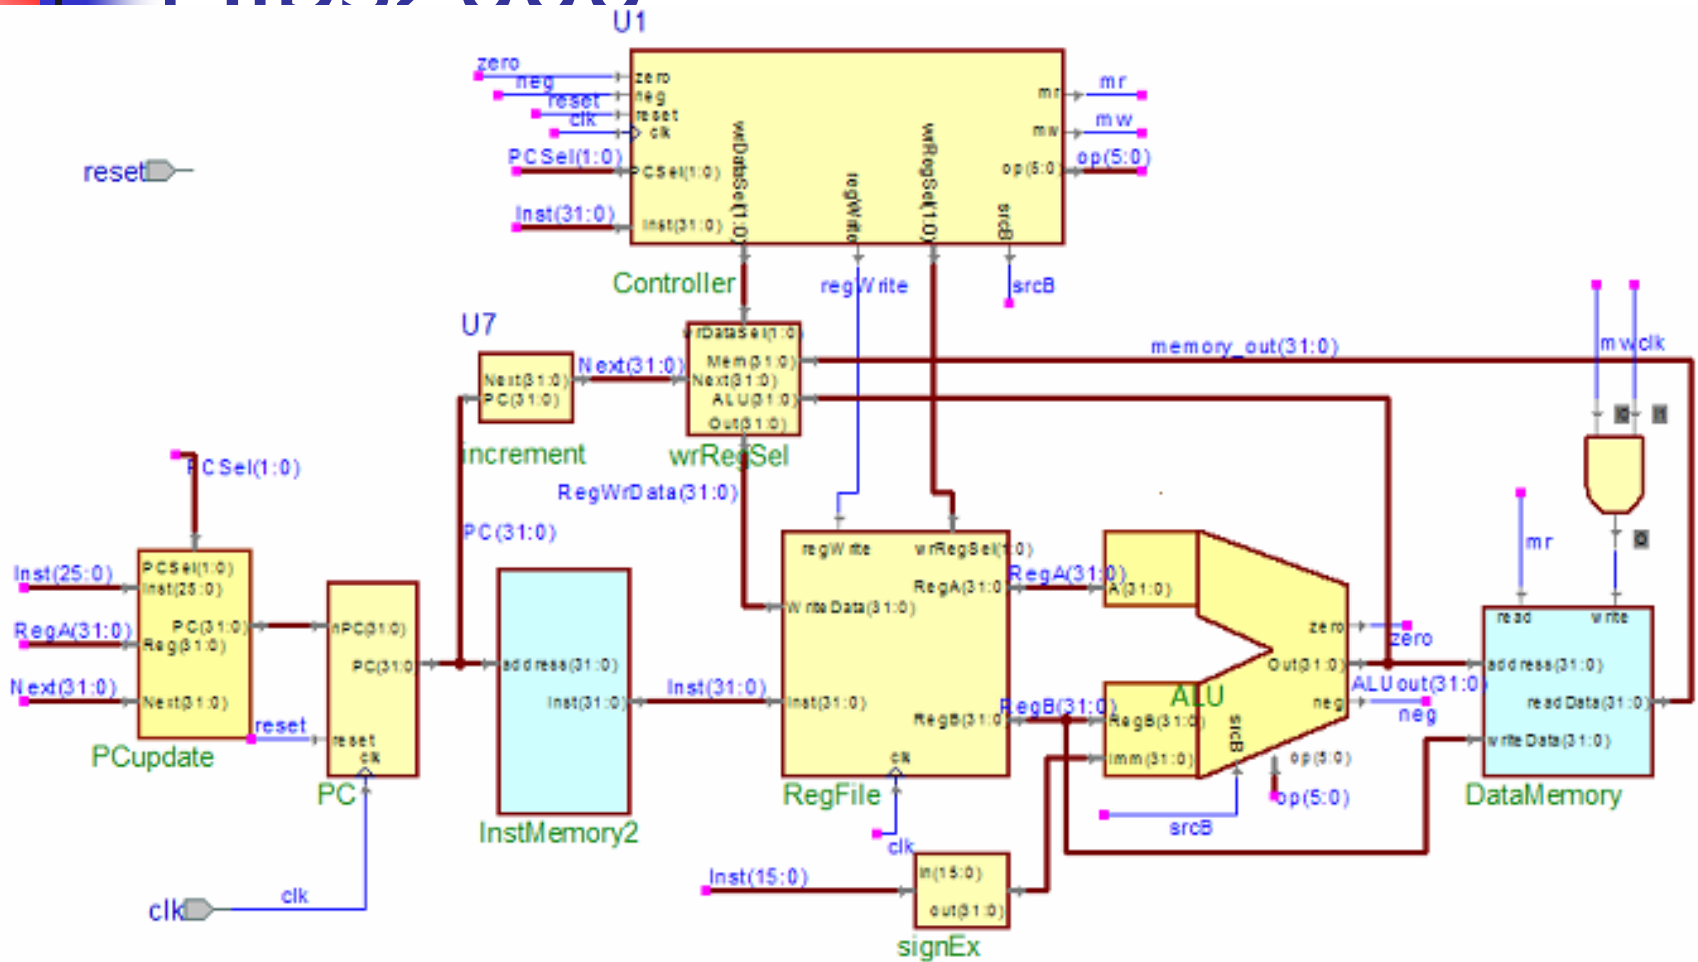 U1
zero
neg
reset
clk
PCSel(1:0)
Inst(31:0)
zero
neg
reset
clk
PCSel(1:0)
Inst(31:0)
wrDataSel(1:0)
regWrite
wrRegSel(1:0)
srcB
mr
mw
op(5:0)
mr
mw
op(5:0)
reset
Controller
regWrite
srcB
U7
Next(31:0)
PC(31:0)
increment
Next(31:0)
wrDataSel(1:0)
Mem(31:0)
Next(31:0)
ALU(31:0)
Out(31:0)
wrRegSel
memory_out(31:0)
mw
clk
RegWrData(31:0)
PCSel(1:0)
PC(31:0)
Inst(25:0)
RegA(31:0)
Next(31:0)
PCSel(1:0)
Inst(25:0)
PC(31:0)
Reg(31:0)
Next(31:0)
PCupdate
reset
nPC(31:0)
PC(31:0)
reset
clk
PC
address(31:0)
Inst(31:0)
InstMemory2
Inst(31:0)
regWrite
wrRegSel(1:0)
RegA(31:0)
WriteData(31:0)
Inst(31:0)
RegB(31:0)
clk
RegFile
clk
RegA(31:0)
RegB(31:0)
A(31:0)
RegB(31:0)
Imm(31:0)
ALU
srcB
zero
Out(31:0)
neg
op(5:0)
op(5:0)
srcB
zero
ALUout(31:0)
neg
mr
read
write
address(31:0)
readData(31:0)
writeData(31:0)
DataMemory
Inst(15:0)
In(15:0)
out(31:0)
signEx
clk
clk